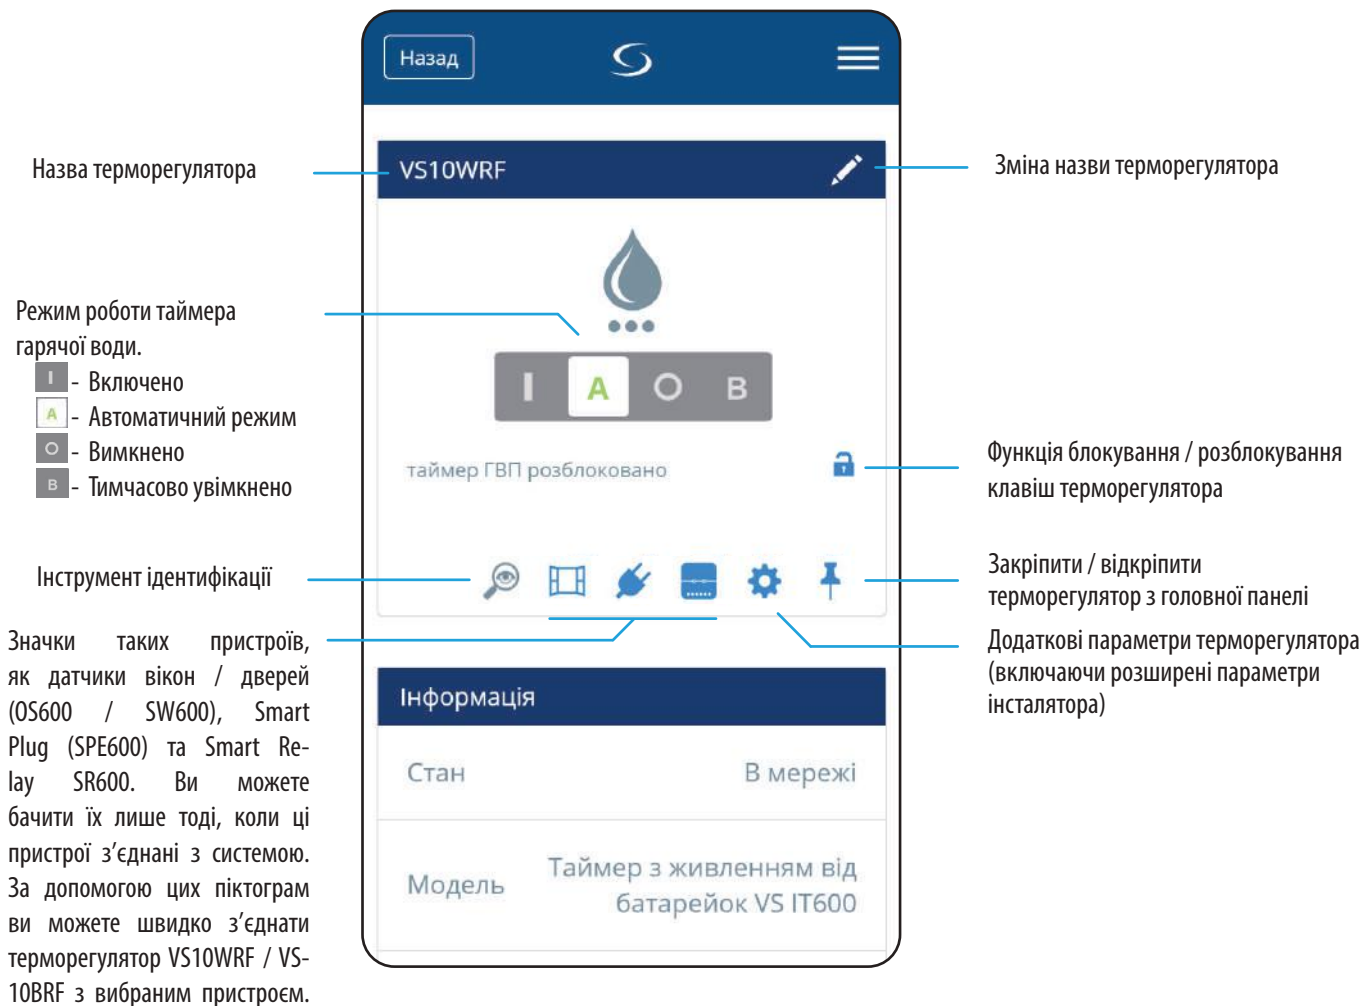 Назад
Назва терморегулятора
VS10WRF
Зміна назви терморегулятора
Режим роботи таймера
гарячої води.
I - Включено
A - Автоматичний режим
O - Вимкнено
B - Тимчасово увімкнено
I A O B
таймер ГВП розблоковано
Функція блокування / розблокування
клавіш терморегулятора
Інструмент ідентифікації
Закріпити / відкріпити
терморегулятор з головної панелі
Значки таких пристроїв,
як датчики вікон / дверей
(OS600 / SW600), Smart
Plug (SPE600) та Smart Re-
lay SR600. Ви можете
бачити їх лише тоді, коли ці
пристрої з’єднані з системою.
За допомогою цих піктограм
ви можете швидко з’єднати
терморегулятор VS10WRF / VS-
10BRF з вибраним пристроєм.
Додаткові параметри терморегулятора
(включаючи розширені параметри
інсталятора)
Інформація
Стан В мережі
Модель Таймер з живленням від
батарейок VS IT600